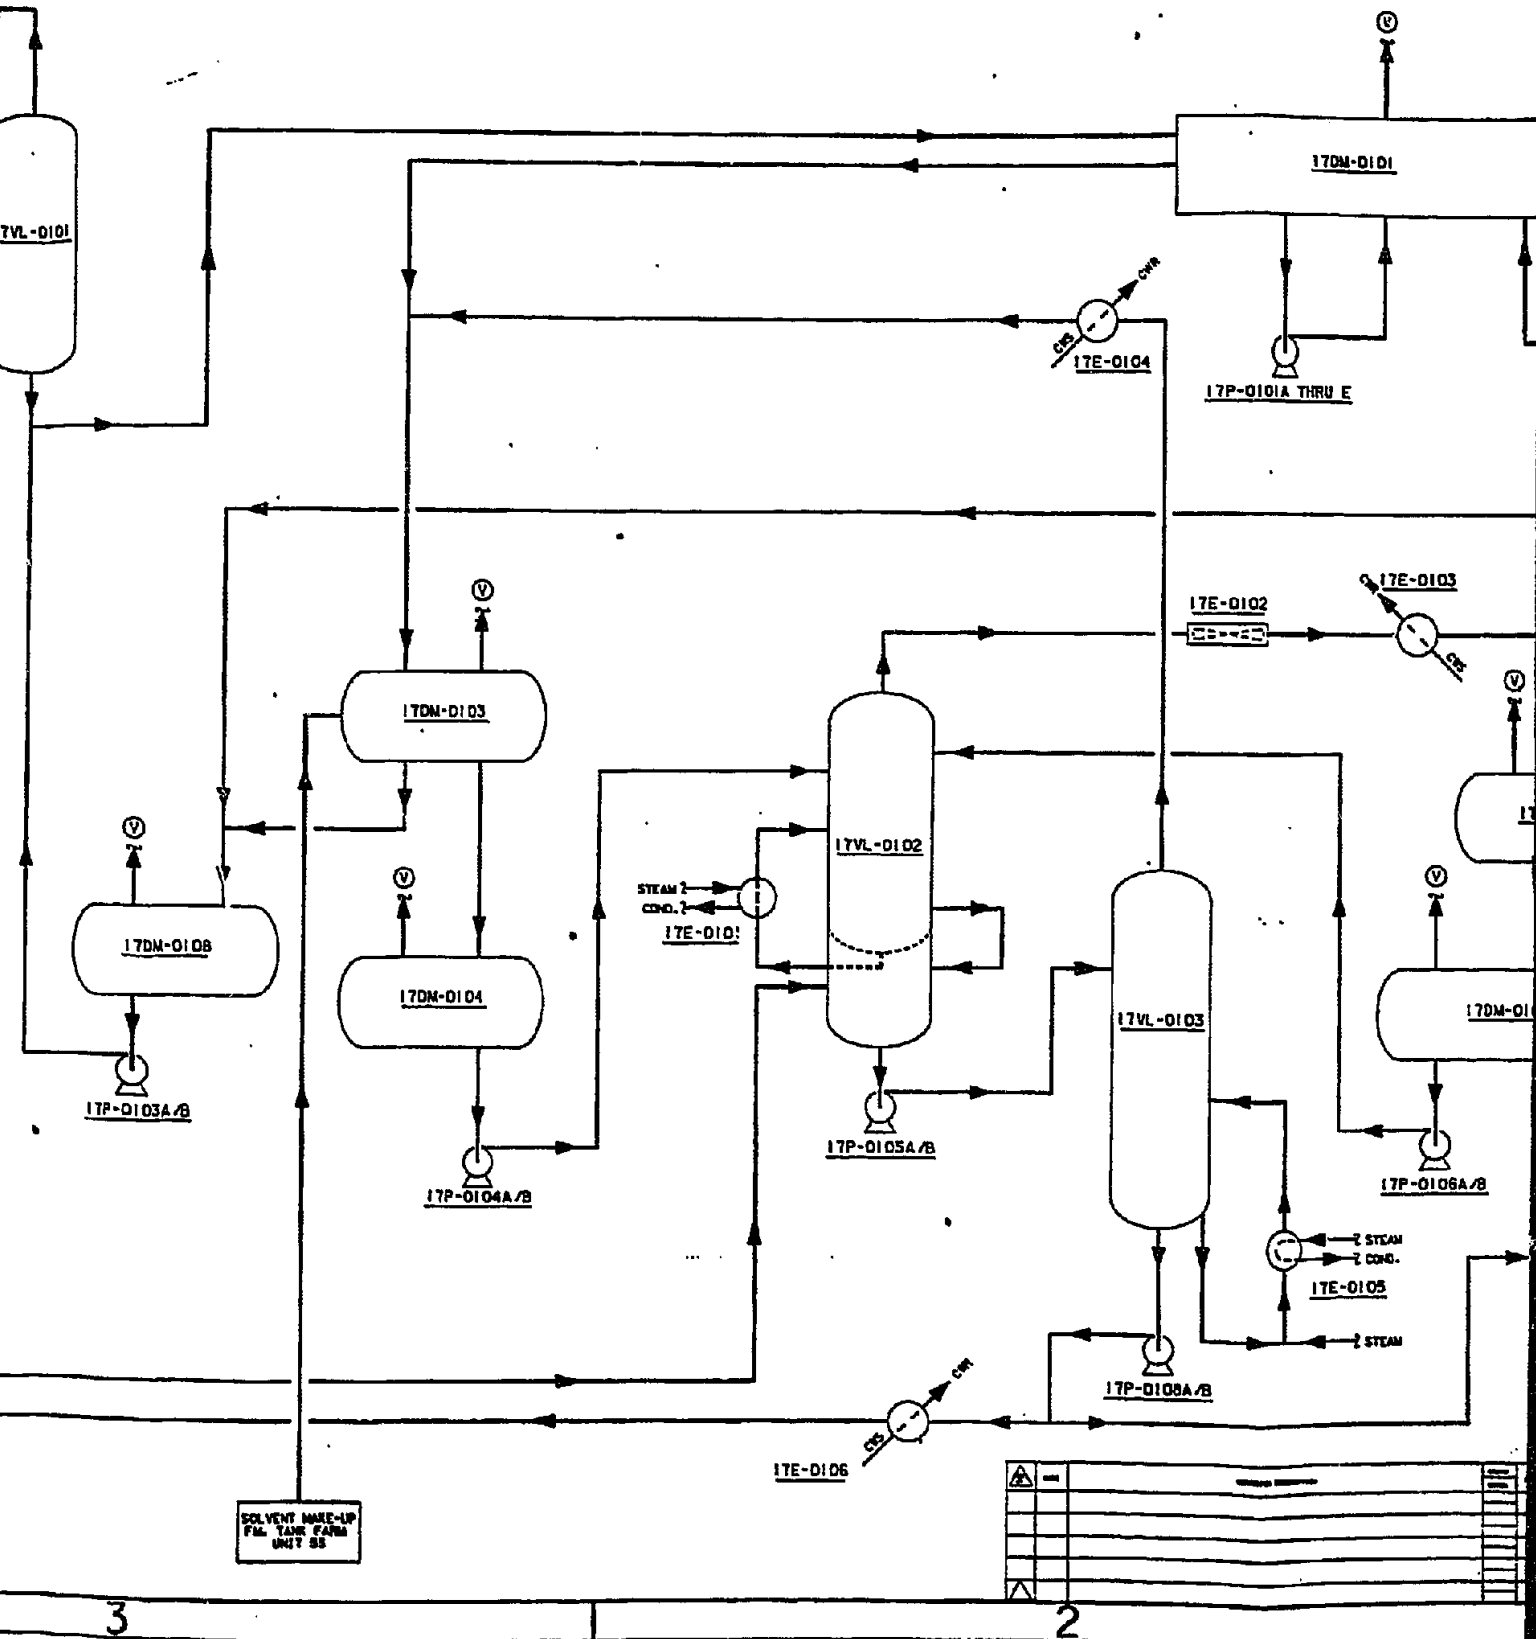 V
17DM-0101
7VL-0101
CWR
CWS
17E-0104
17P-0101A THRU E
17E-0103
17E-0102
V
CWS
V
17DM-0103
V
17VL-0102
V
V
STEAM
COND.
17E-0101
17DM-0108
17DM-0104
17VL-0103
17DM-01
17P-0103A/B
17P-0105A/B
17P-0104A/B
17P-0106A/B
STEAM
COND.
17E-0105
STEAM
17P-0108A/B
CWR
CWS
17E-0106
SOLVENT MAKE-UP
FM. TANK FARM
UNIT 55
3
2